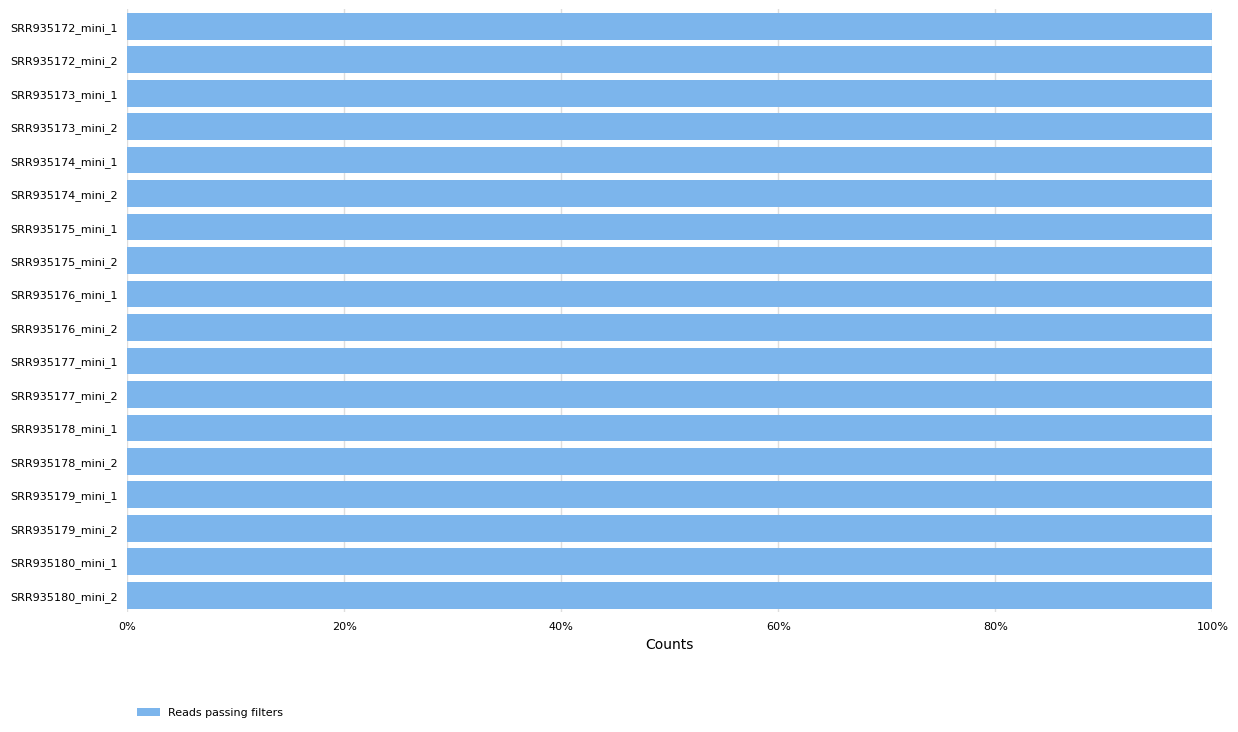 SRR935172_mini_1
SRR935172_mini_2
SRR935173_mini_1
SRR935173_mini_2
SRR935174_mini_1
SRR935174_mini_2
SRR935175_mini_1
SRR935175_mini_2
SRR935176_mini_1
SRR935176_mini_2
SRR935177_mini_1
SRR935177_mini_2
SRR935178_mini_1
SRR935178_mini_2
SRR935179_mini_1
SRR935179_mini_2
SRR935180_mini_1
SRR935180_mini_2
0% 20% 40% 60% 80% 100%
Counts
Reads passing filters